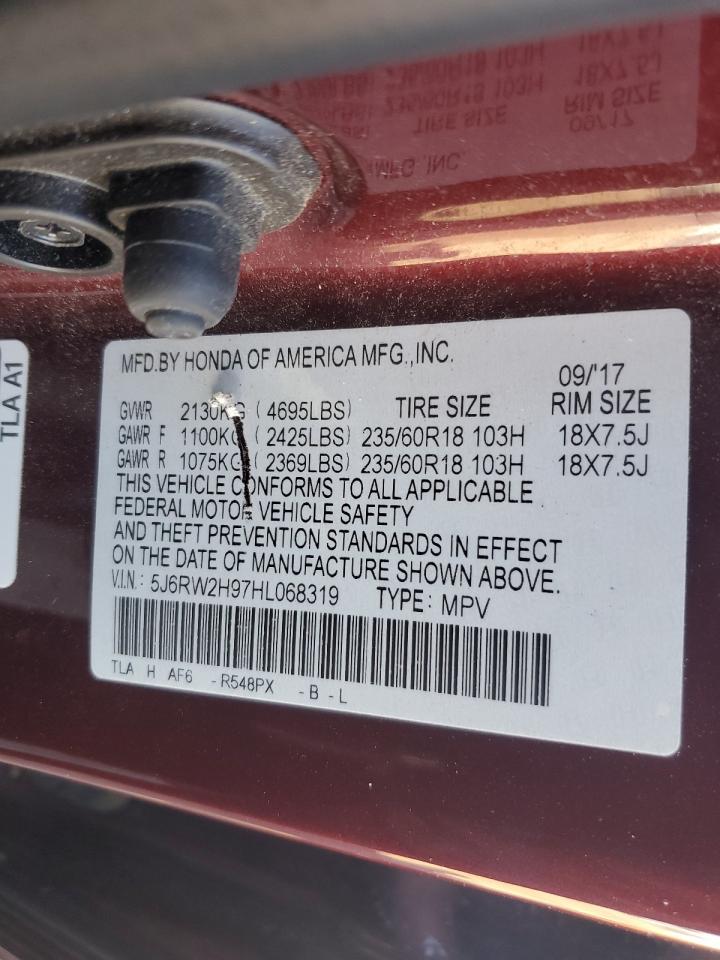 MFD.BY HONDA OF AMERICA MFG.,INC.
09/'17
GVWR 2130KG (4695LBS) TIRE SIZE RIM SIZE
GAWR F 1100KG (2425LBS) 235/60R18 103H 18X7.5J
GAWR R 1075KG (2369LBS) 235/60R18 103H 18X7.5J
THIS VEHICLE CONFORMS TO ALL APPLICABLE
FEDERAL MOTOR VEHICLE SAFETY
AND THEFT PREVENTION STANDARDS IN EFFECT
ON THE DATE OF MANUFACTURE SHOWN ABOVE.
V.I.N.: 5J6RW2H97HL068319 TYPE: MPV
TLA H AF6 -R548PX -B -L
TLA A1